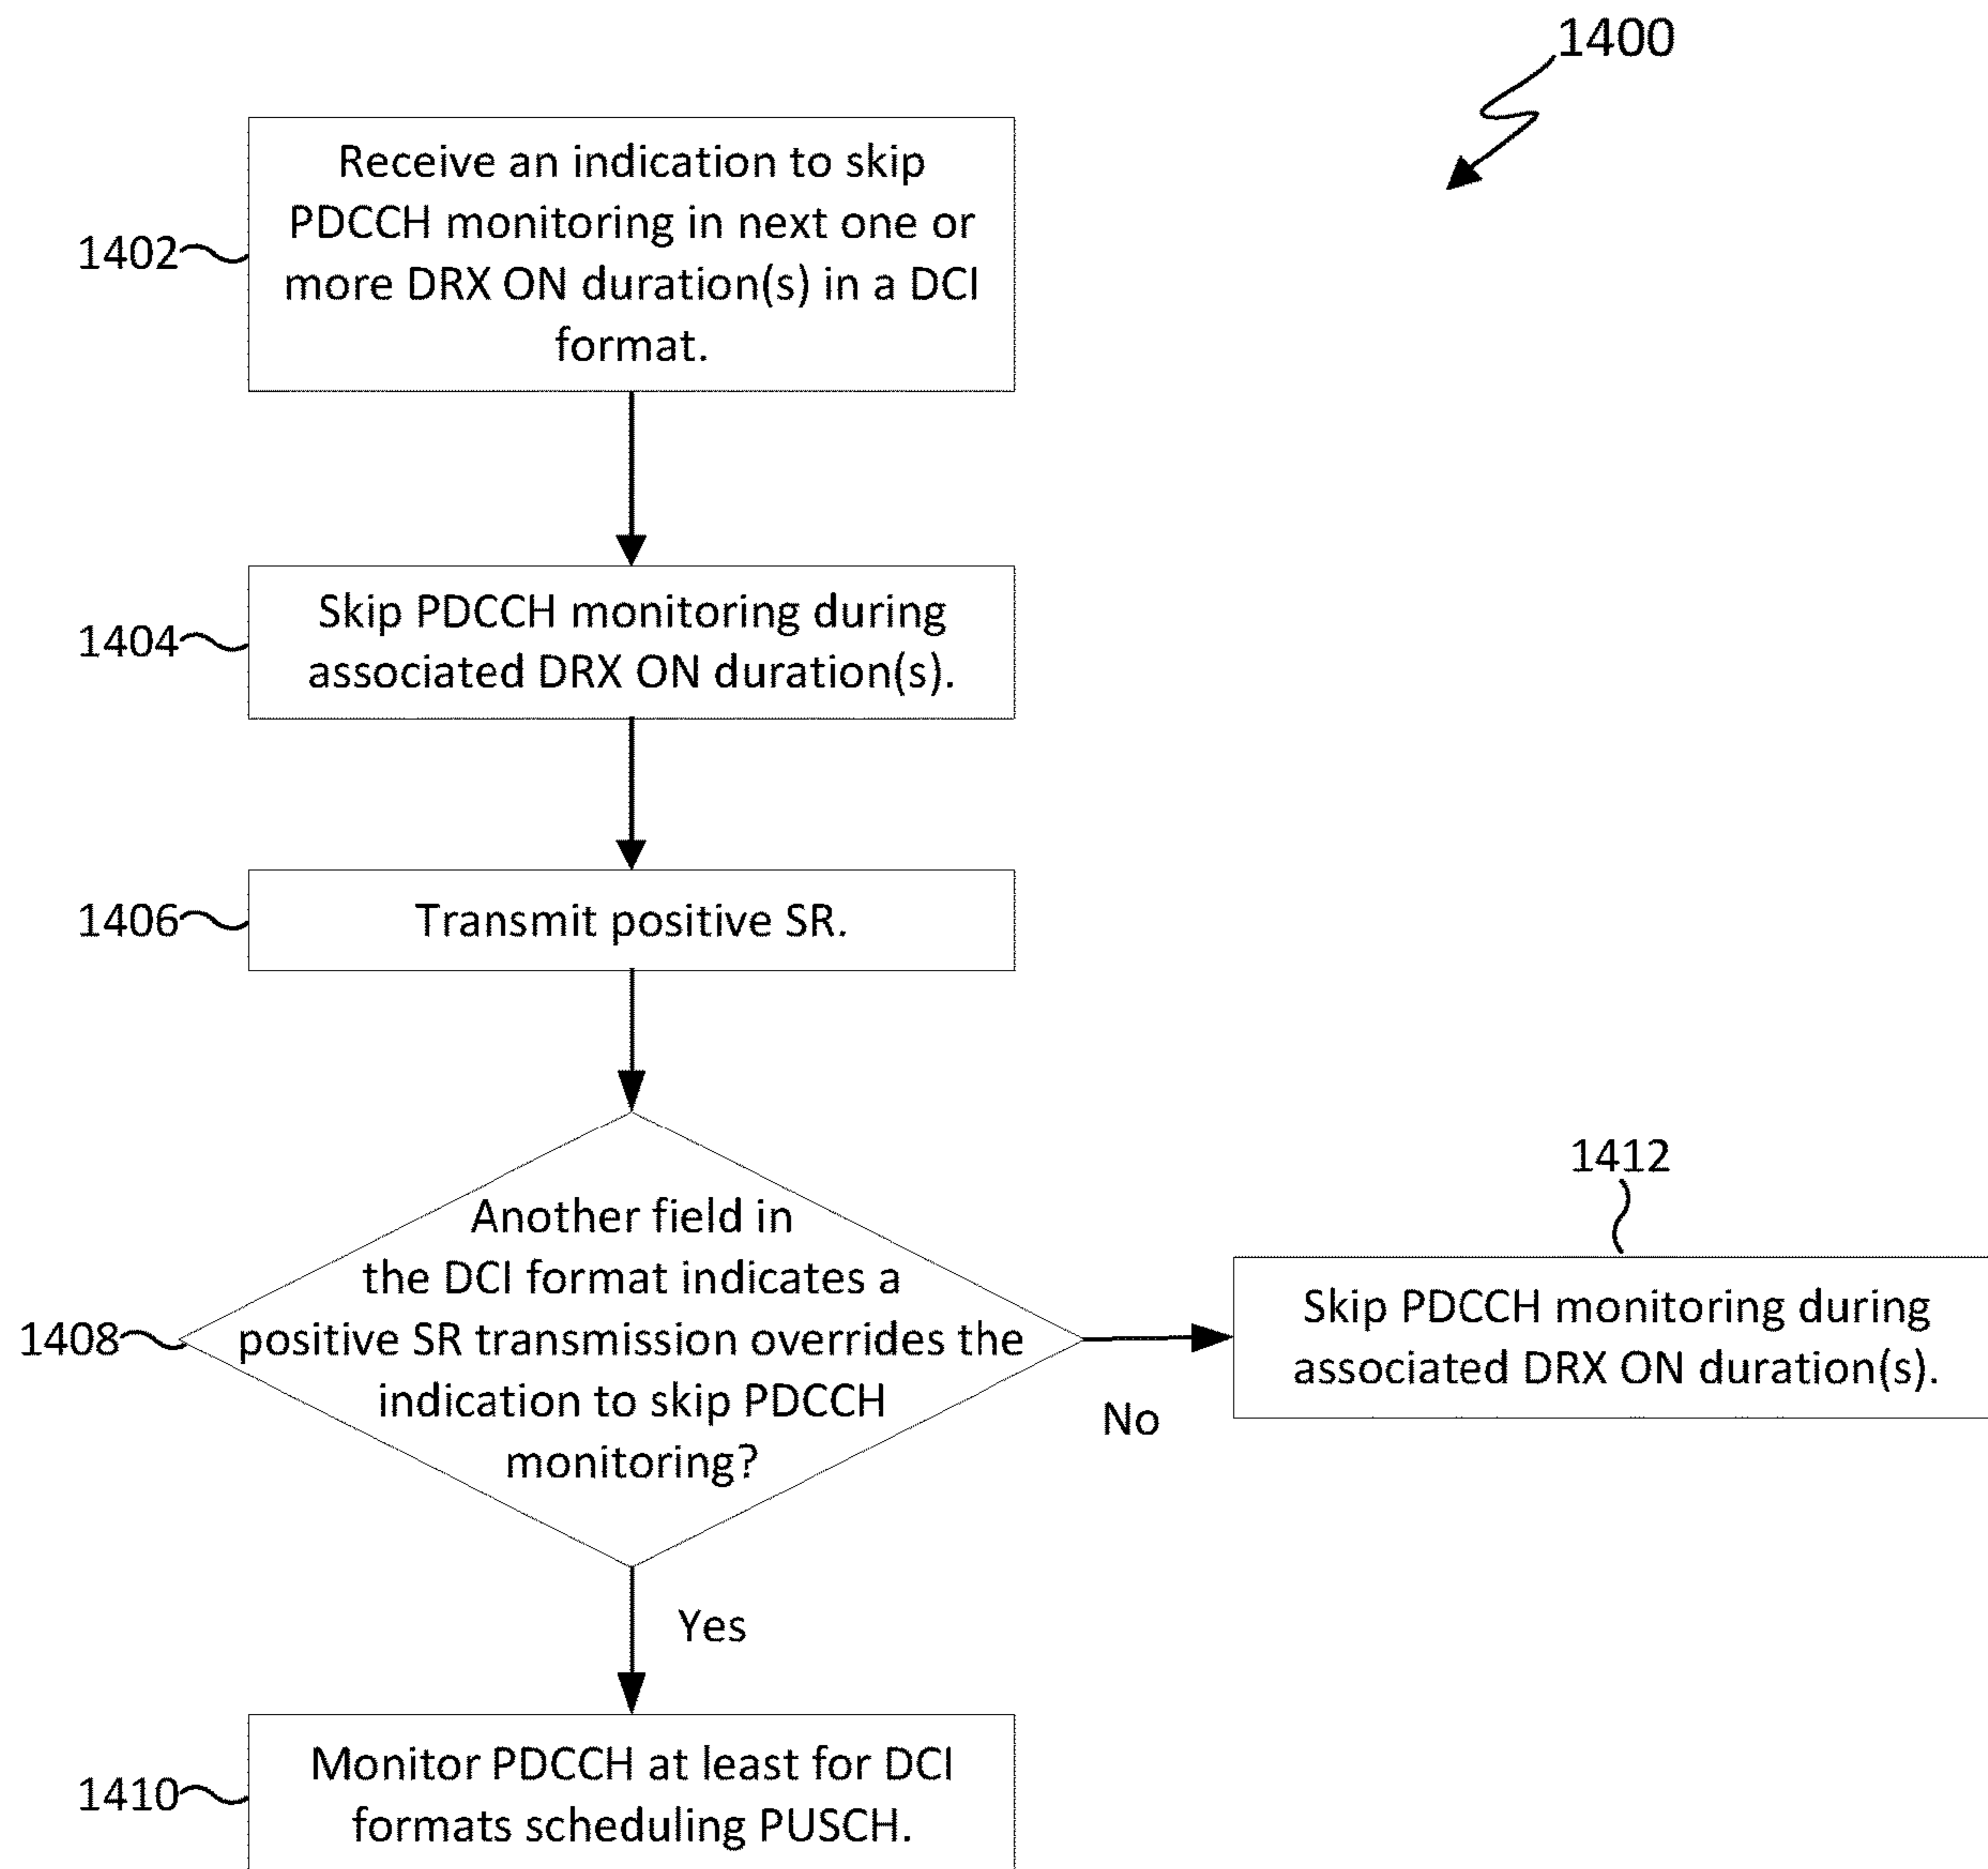 1400
Receive an indication to skip
PDCCH monitoring in next one or
more DRX ON duration(s) in a DCI
format.
1402
Skip PDCCH monitoring during
associated DRX ON duration(s).
1404
Transmit positive SR.
1406
Another field in
the DCI format indicates a
positive SR transmission overrides the
indication to skip PDCCH
monitoring?
1408
No
1412
Skip PDCCH monitoring during
associated DRX ON duration(s).
Yes
Monitor PDCCH at least for DCI
formats scheduling PUSCH.
1410